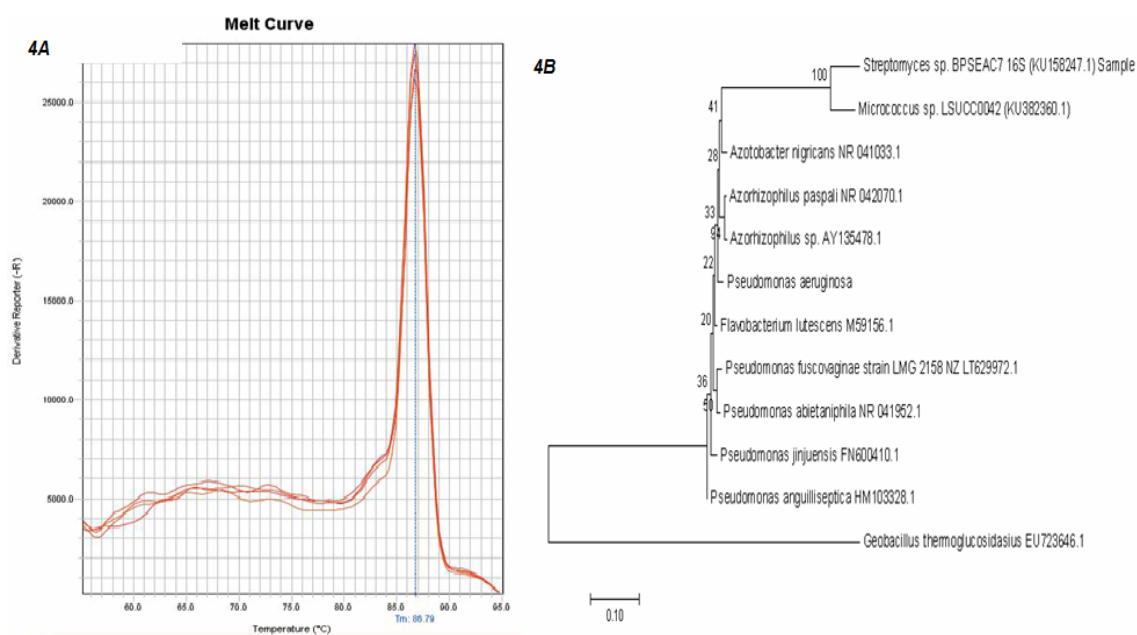 Melt Curve
4A
25000.0
20000.0
15000.0
10000.0
5000.0
Derivative Reporter (-R')
60.0 65.0 70.0 75.0 80.0 85.0 90.0 95.0
Tm: 86.79
Temperature (°C)
4B
100
Streptomyces sp. BPSEAC7 16S (KU158247.1) Sample
Micrococcus sp. LSUCC0042 (KU382360.1)
41
28
Azotobacter nigricans NR 041033.1
Azorhizophilus paspali NR 042070.1
33
94
Azorhizophilus sp. AY135478.1
22
Pseudomonas aeruginosa
20
Flavobacterium lutescens M59156.1
Pseudomonas fuscovaginae strain LMG 2158 NZ LT629972.1
36
50
Pseudomonas abietaniphila NR 041952.1
Pseudomonas jinjuensis FN600410.1
Pseudomonas anguilliseptica HM103328.1
Geobacillus thermoglucosidasius EU723646.1
0.10